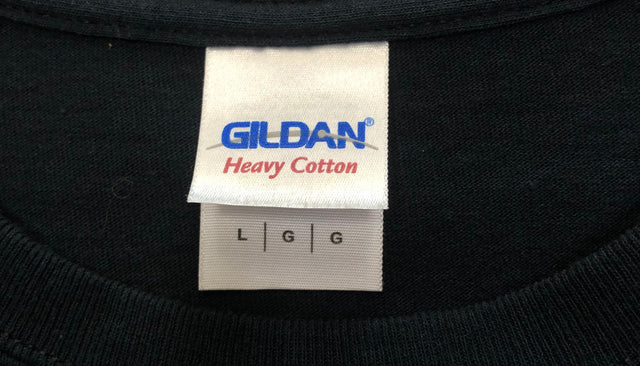 GILDAN®
Heavy Cotton
L | G | G